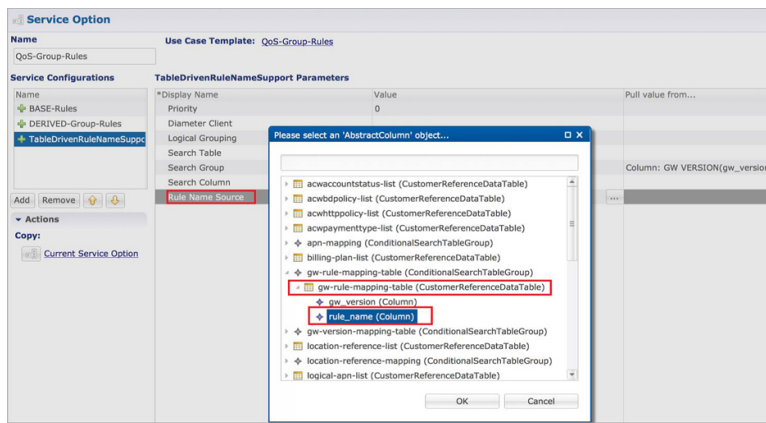 Service Option
Name
Use Case Template: QoS-Group-Rules
QoS-Group-Rules
Service Configurations
Name
BASE-Rules
DERIVED-Group-Rules
TableDrivenRuleNameSuppo
Add Remove
Actions
Copy:
Current Service Option
TableDrivenRuleNameSupport Parameters
*Display Name Value Pull value from...
Priority 0
Diameter Client
Logical Grouping
Search Table
Search Group Column: GW VERSION(gw_version
Search Column
Rule Name Source ...
Please select an 'AbstractColumn' object...
acwaccountstatus-list (CustomerReferenceDataTable)
acwbdpolicy-list (CustomerReferenceDataTable)
acwhttppolicy-list (CustomerReferenceDataTable)
acwpaymenttype-list (CustomerReferenceDataTable)
apn-mapping (ConditionalSearchTableGroup)
billing-plan-list (CustomerReferenceDataTable)
gw-rule-mapping-table (ConditionalSearchTableGroup)
gw-rule-mapping-table (CustomerReferenceDataTable)
gw_version (Column)
rule_name (Column)
gw-version-mapping-table (ConditionalSearchTableGroup)
location-reference-list (CustomerReferenceDataTable)
location-reference-mapping (ConditionalSearchTableGroup)
logical-apn-list (CustomerReferenceDataTable)
OK Cancel